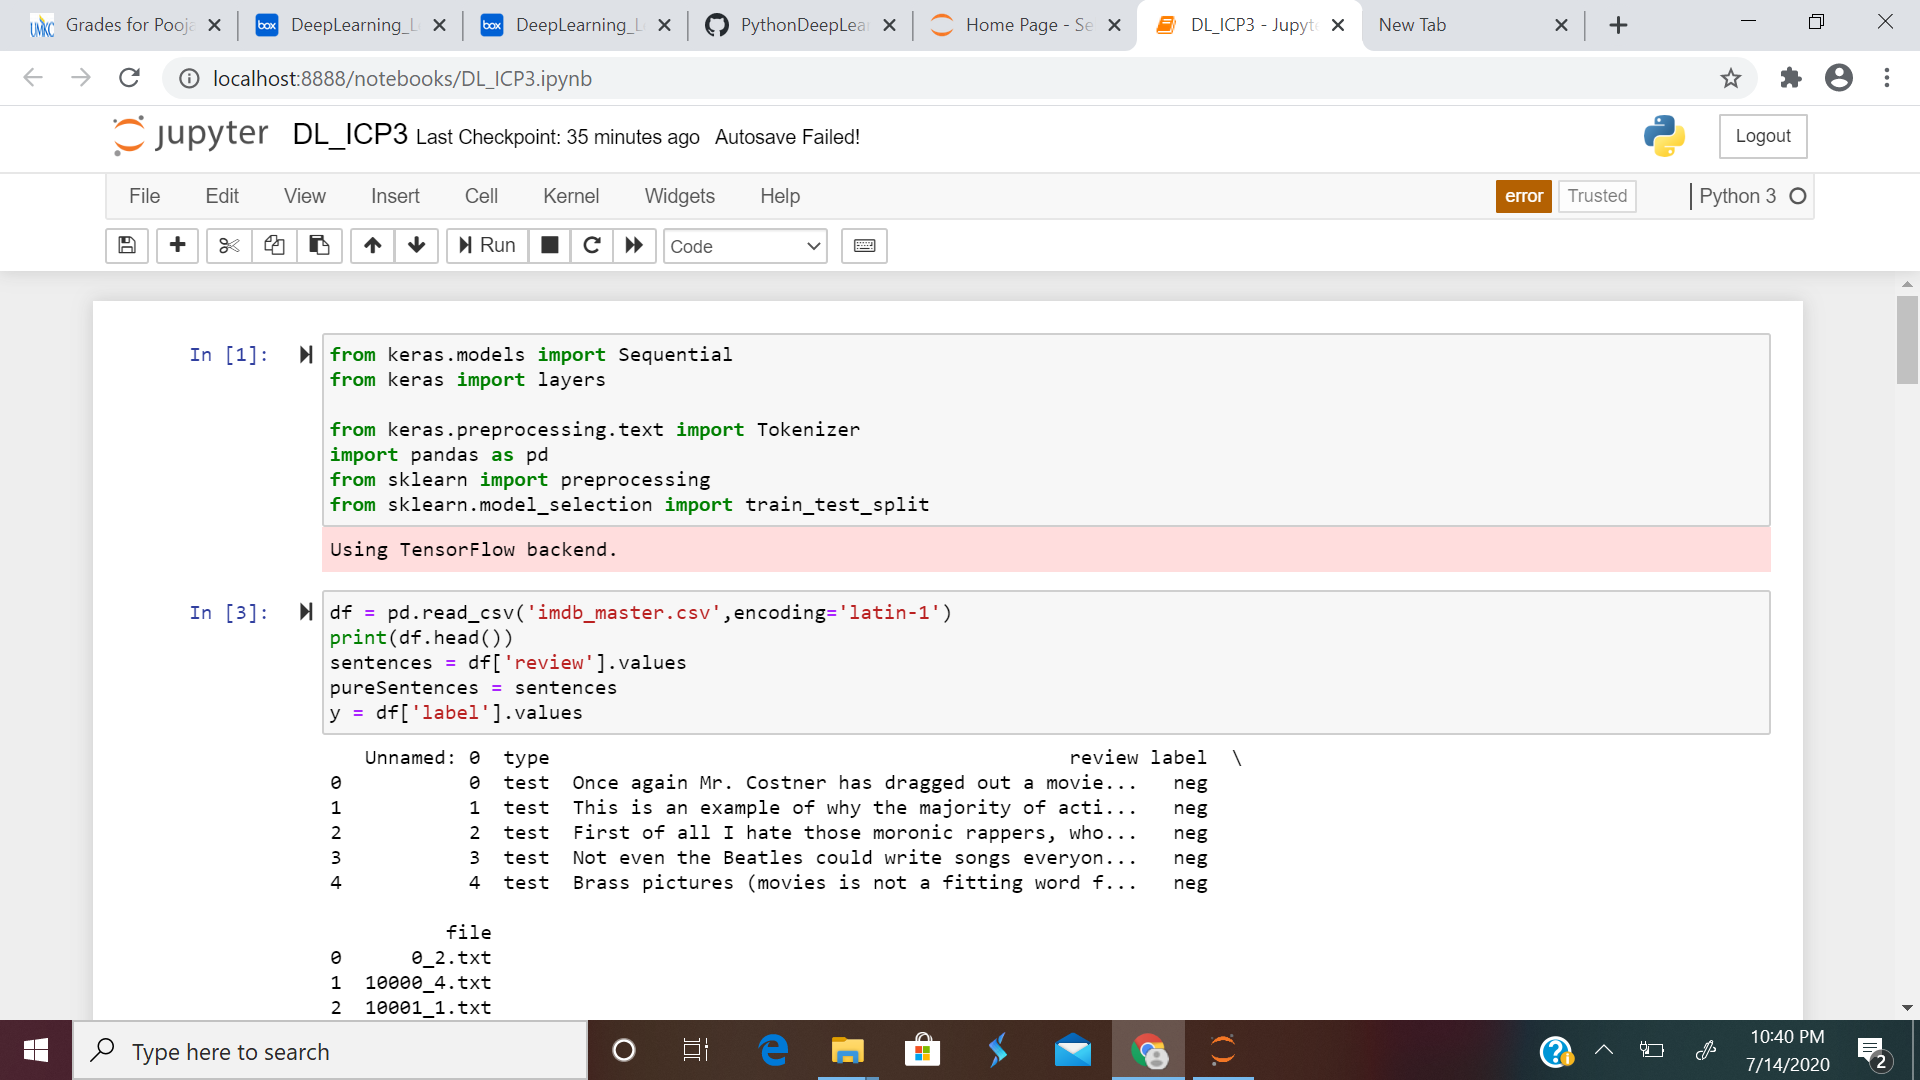 UMKC Grades for Pooja box DeepLearning_L box DeepLearning_L PythonDeepLea Home Page - Se DL_ICP3 - Jupyt New Tab
localhost:8888/notebooks/DL_ICP3.ipynb
jupyter DL_ICP3 Last Checkpoint: 35 minutes ago Autosave Failed! Logout
File Edit View Insert Cell Kernel Widgets Help error Trusted Python 3
Run Code
In [1]: from keras.models import Sequential
from keras import layers
from keras.preprocessing.text import Tokenizer
import pandas as pd
from sklearn import preprocessing
from sklearn.model_selection import train_test_split
Using TensorFlow backend.
In [3]: df = pd.read_csv('imdb_master.csv',encoding='latin-1')
print(df.head())
sentences = df['review'].values
pureSentences = sentences
y = df['label'].values
Unnamed: 0 type review label \
0 0 test Once again Mr. Costner has dragged out a movie... neg
1 1 test This is an example of why the majority of acti... neg
2 2 test First of all I hate those moronic rappers, who... neg
3 3 test Not even the Beatles could write songs everyon... neg
4 4 test Brass pictures (movies is not a fitting word f... neg
file
0 0_2.txt
1 10000_4.txt
2 10001_1.txt
Type here to search
10:40 PM
7/14/2020
2